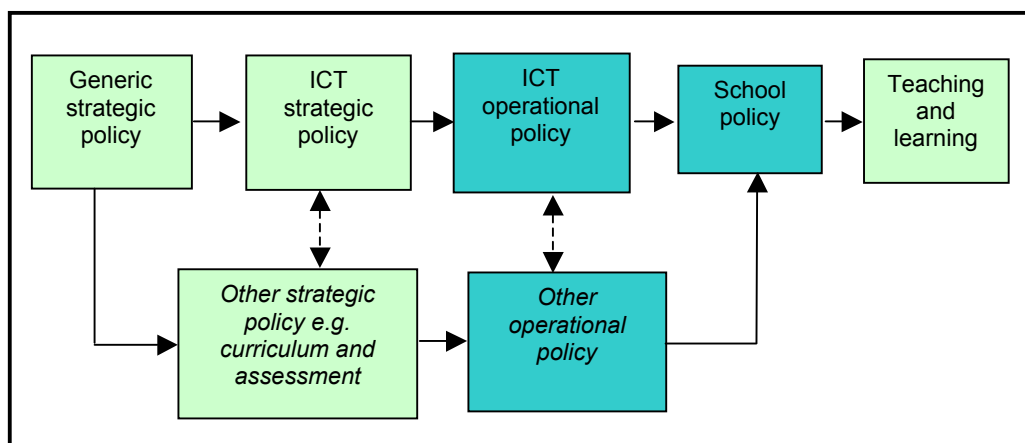 Generic
strategic
policy
ICT
strategic
policy
ICT
operational
policy
School
policy
Teaching
and
learning
Other strategic
policy e.g.
curriculum and
assessment
Other
operational
policy